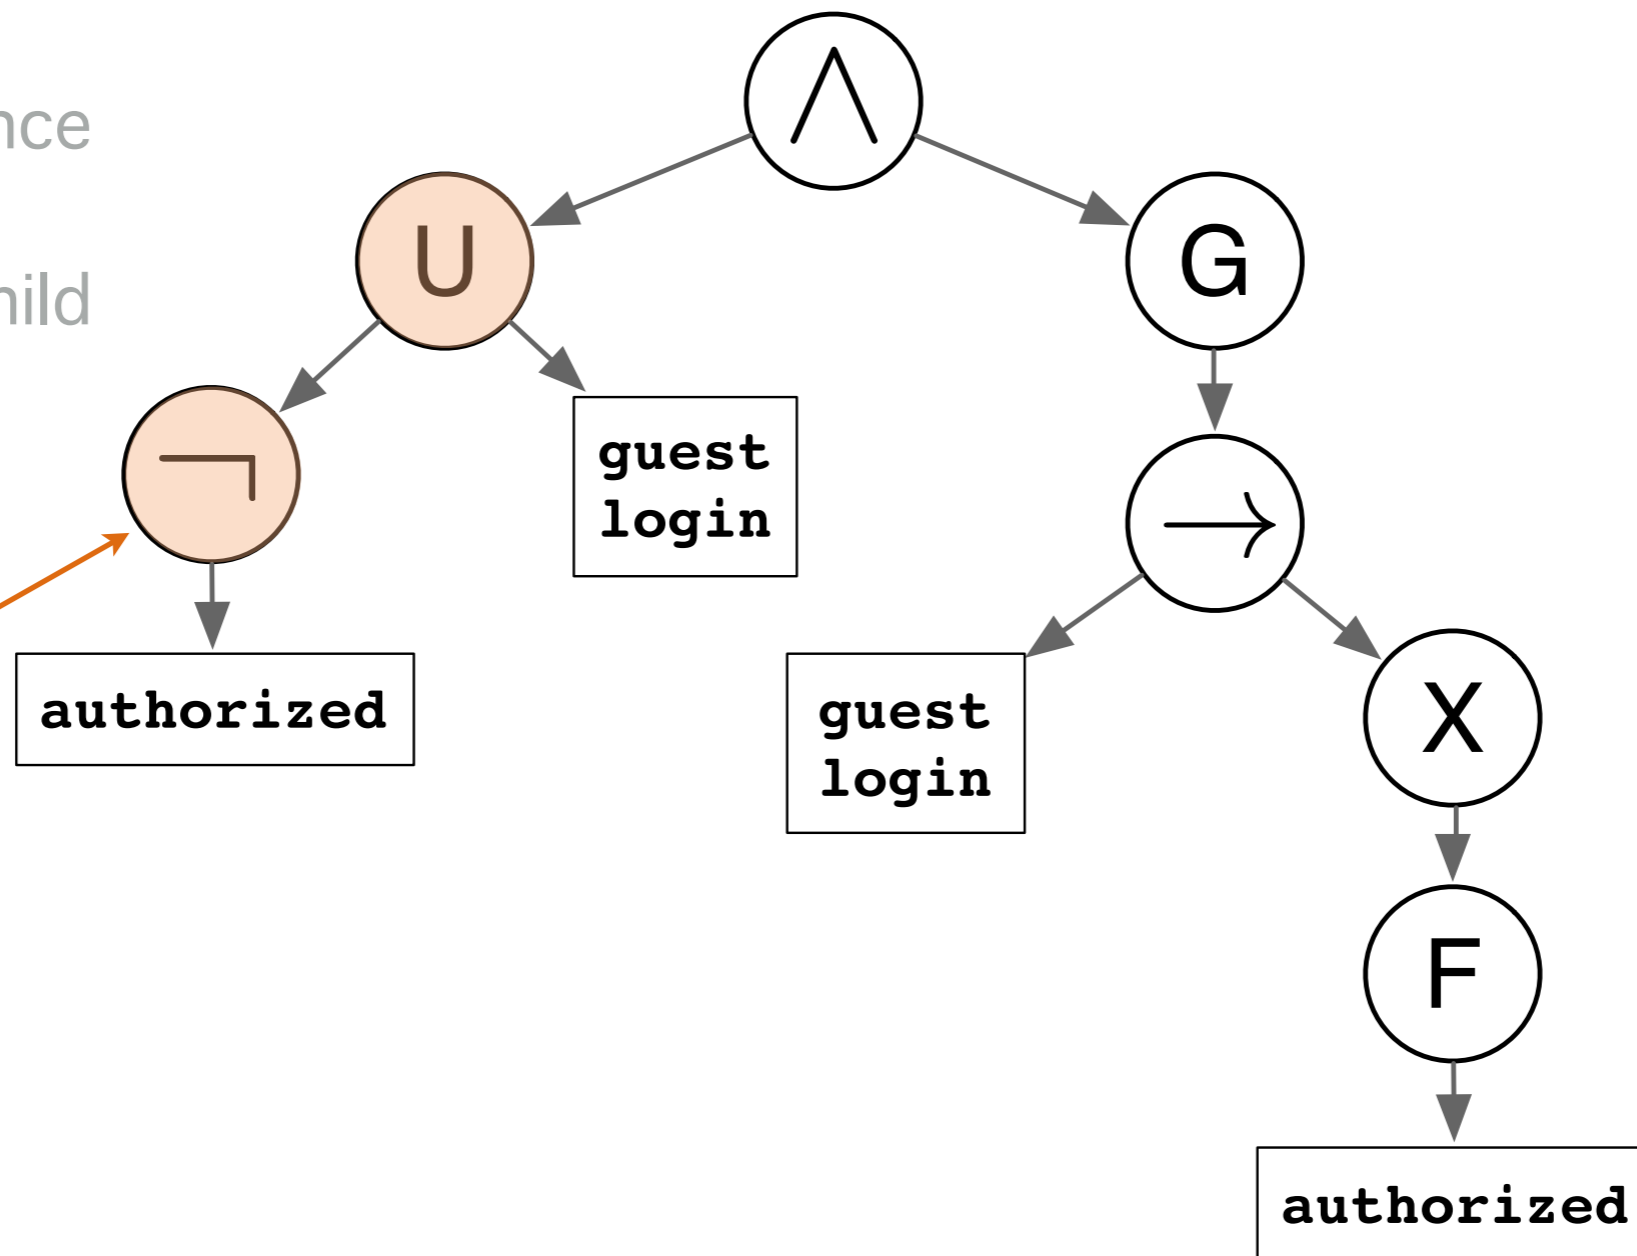 ∧
nce
U
G
hild
¬
guest
login
→
authorized
guest
login
X
F
authorized